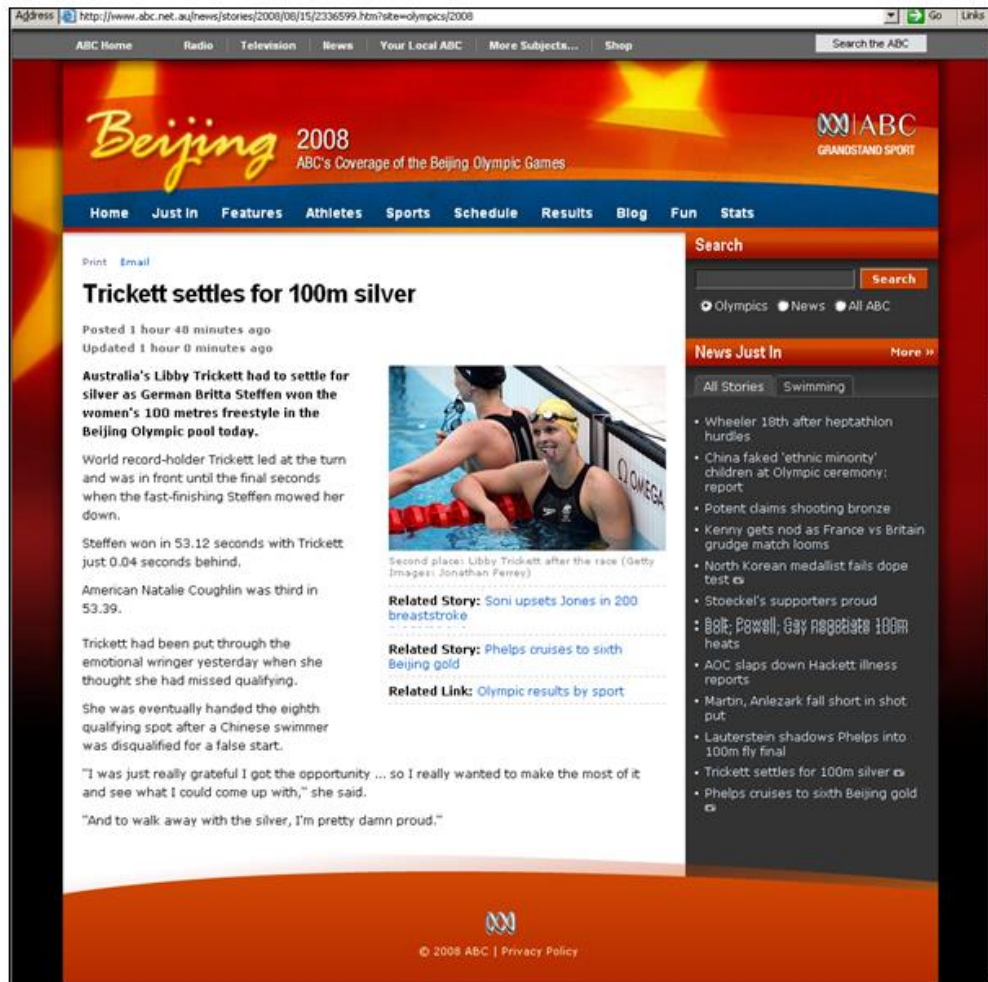 Address http://www.abc.net.au/news/stories/2008/08/15/2336599.htm?site=olympics/2008 Go Links
ABC Home Radio Television News Your Local ABC More Subjects... Shop Search the ABC
Beijing 2008
ABC's Coverage of the Beijing Olympic Games
ABC
GRANDSTAND SPORT
Home Just In Features Athletes Sports Schedule Results Blog Fun Stats
Print Email
Trickett settles for 100m silver
Posted 1 hour 48 minutes ago
Updated 1 hour 0 minutes ago
Australia's Libby Trickett had to settle for
silver as German Britta Steffen won the
women's 100 metres freestyle in the
Beijing Olympic pool today.
World record-holder Trickett led at the turn
and was in front until the final seconds
when the fast-finishing Steffen mowed her
down.
Steffen won in 53.12 seconds with Trickett
just 0.04 seconds behind.
American Natalie Coughlin was third in
53.39.
Trickett had been put through the
emotional wringer yesterday when she
thought she had missed qualifying.
She was eventually handed the eighth
qualifying spot after a Chinese swimmer
was disqualified for a false start.
"I was just really grateful I got the opportunity ... so I really wanted to make the most of it
and see what I could come up with," she said.
"And to walk away with the silver, I'm pretty damn proud."
Ω OMEGA
Second place: Libby Trickett after the race (Getty
Images: Jonathan Ferrey)
Related Story: Soni upsets Jones in 200
breaststroke
Related Story: Phelps cruises to sixth
Beijing gold
Related Link: Olympic results by sport
Search
Search
Olympics News All ABC
News Just In More »
All Stories Swimming
• Wheeler 18th after heptathlon
hurdles
• China faked 'ethnic minority'
children at Olympic ceremony:
report
• Potent claims shooting bronze
• Kenny gets nod as France vs Britain
grudge match looms
• North Korean medallist fails dope
test
• Stoeckel's supporters proud
• Bolt, Powell, Gay negotiate 100m
heats
• AOC slaps down Hackett illness
reports
• Martin, Anlezark fall short in shot
put
• Lauterstein shadows Phelps into
100m fly final
• Trickett settles for 100m silver
• Phelps cruises to sixth Beijing gold
© 2008 ABC | Privacy Policy